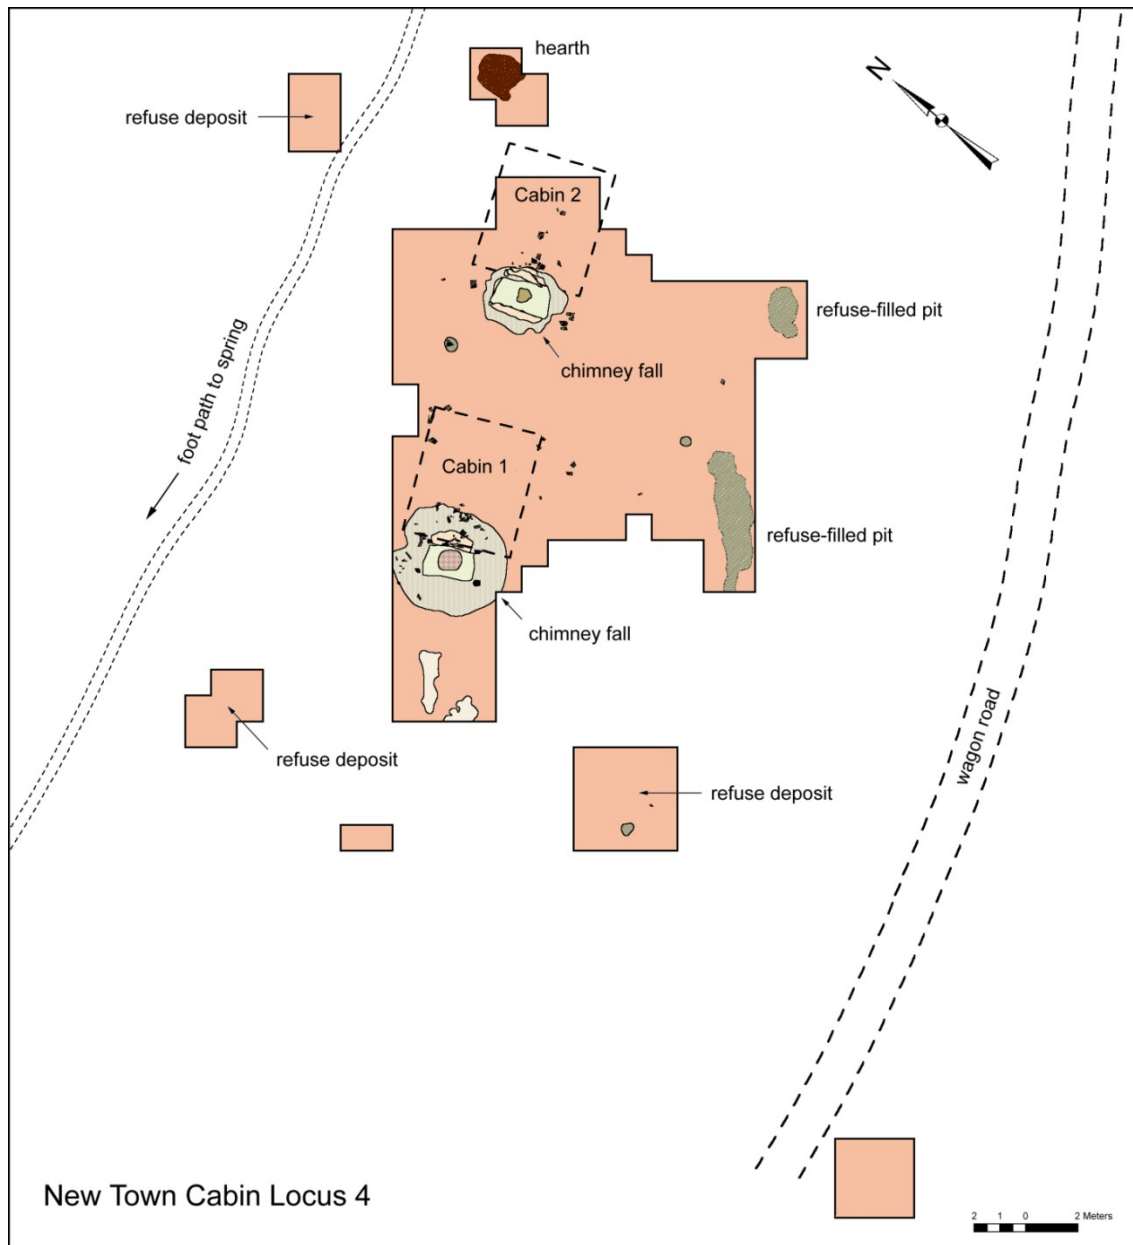 hearth
N
refuse deposit
Cabin 2
refuse-filled pit
chimney fall
foot path to spring
Cabin 1
refuse-filled pit
chimney fall
wagon road
refuse deposit
refuse deposit
New Town Cabin Locus 4
2 1 0 2 Meters